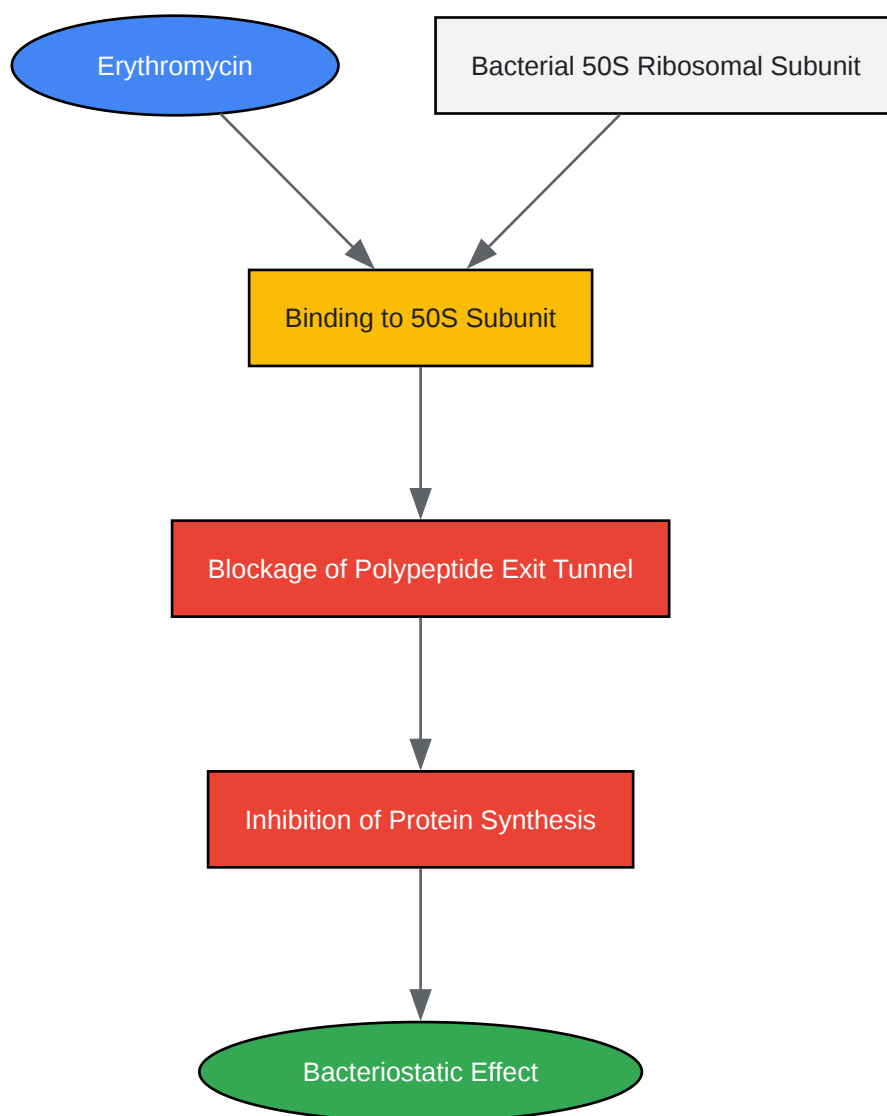 Erythromycin
Bacterial 50S Ribosomal Subunit
Binding to 50S Subunit
Blockage of Polypeptide Exit Tunnel
Inhibition of Protein Synthesis
Bacteriostatic Effect